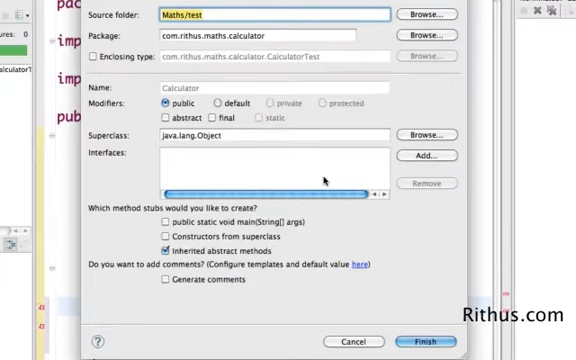 pac
Source folder: Maths/test Browse...
ures: 0
Package: com.rithus.maths.calculator Browse...
imp
Enclosing type: com.rithus.maths.calculator.CalculatorTest Browse...
imp
Name: Calculator
Modifiers: public default private protected
pub
abstract final static
Superclass: java.lang.Object Browse...
Interfaces: Add...
Remove
Which method stubs would you like to create?
public static void main(String[] args)
Constructors from superclass
Inherited abstract methods
Do you want to add comments? (Configure templates and default value here)
Generate comments
Rithus.com
? Cancel Finish